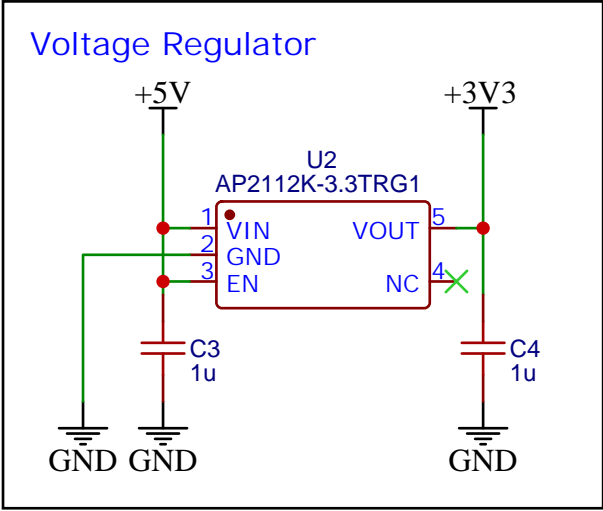 Voltage Regulator
+5V
+3V3
U2
AP2112K-3.3TRG1
1
VIN
VOUT
5
2
GND
3
EN
NC
4
C3
1u
C4
1u
GND
GND
GND